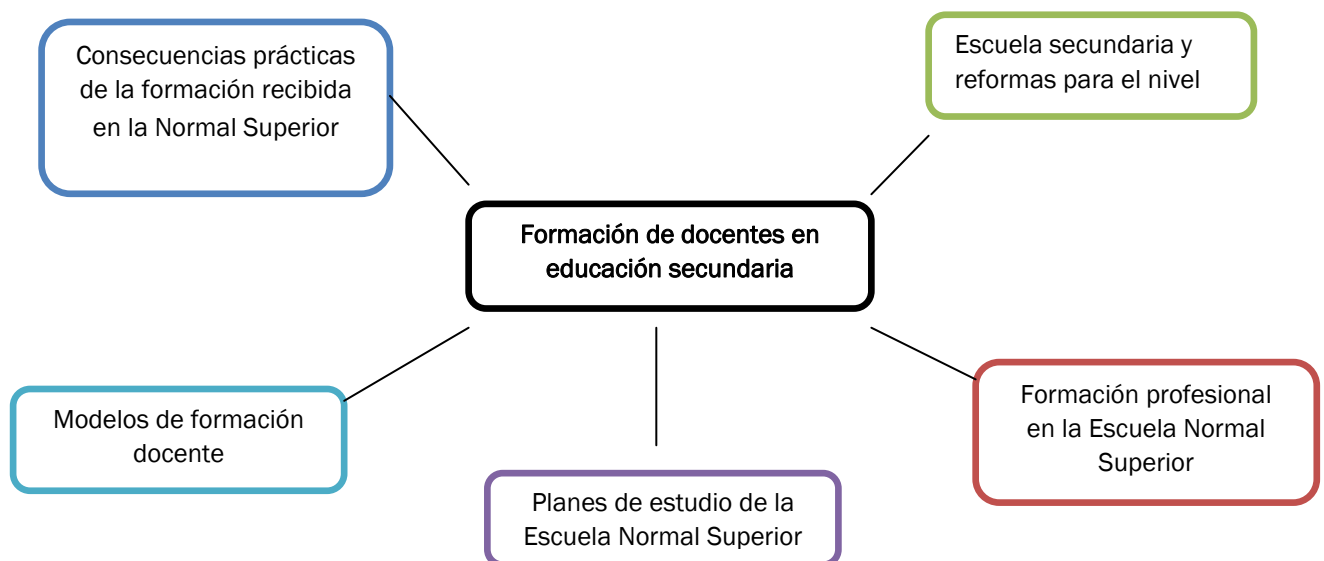 Consecuencias prácticas
de la formación recibida
en la Normal Superior
Escuela secundaria y
reformas para el nivel
Formación de docentes en
educación secundaria
Modelos de formación
docente
Planes de estudio de la
Escuela Normal Superior
Formación profesional
en la Escuela Normal
Superior